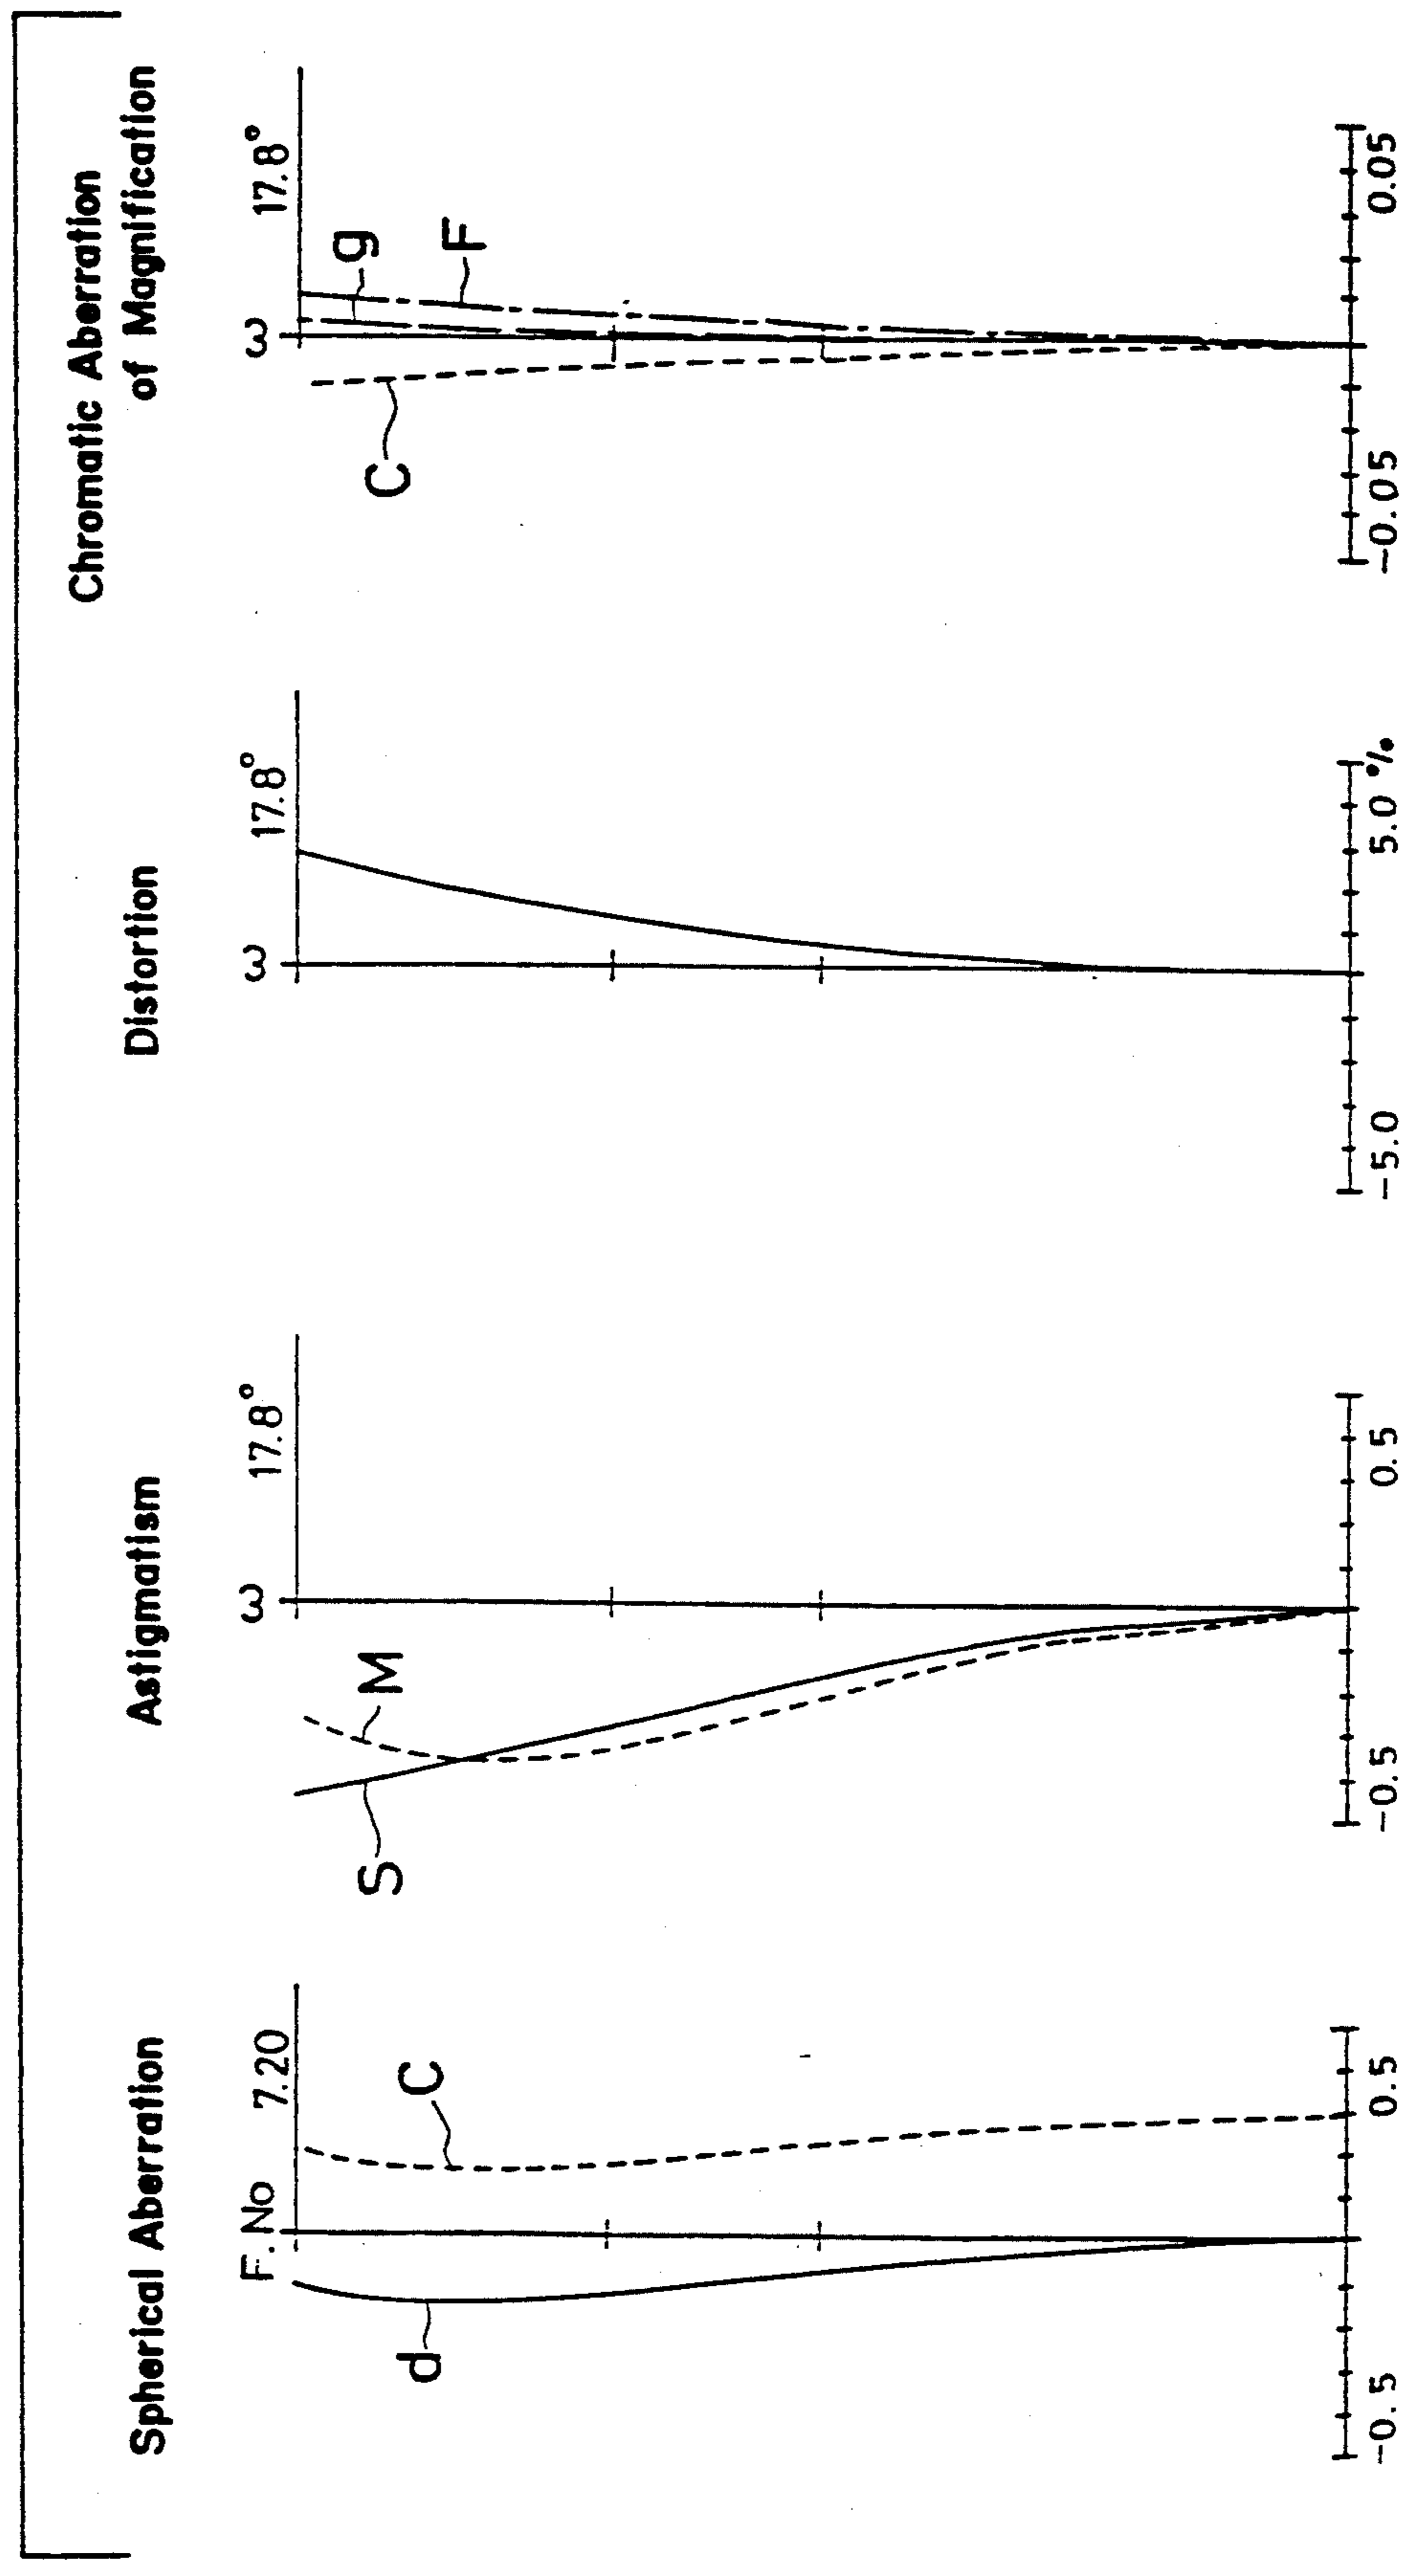 Spherical Aberration
F. No 7.20
d
C
-0.5 0.5
Astigmatism
ω 17.8°
S
M
-0.5 0.5
Distortion
ω 17.8°
-5.0 5.0 %
Chromatic Aberration
of Magnification
ω 17.8°
C
g
F
-0.05 0.05